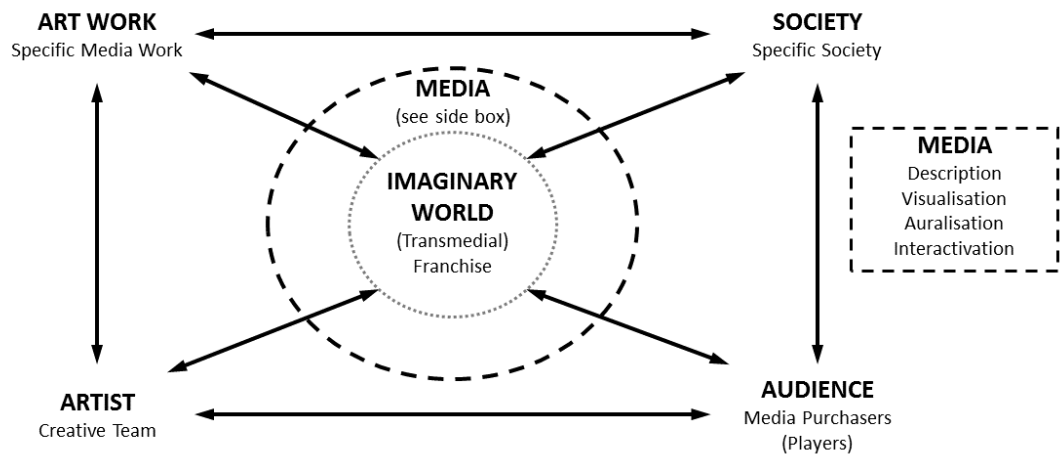 ART WORK
Specific Media Work
SOCIETY
Specific Society
MEDIA
(see side box)
IMAGINARY
WORLD
(Transmedial)
Franchise
MEDIA
Description
Visualisation
Auralisation
Interactivation
ARTIST
Creative Team
AUDIENCE
Media Purchasers
(Players)